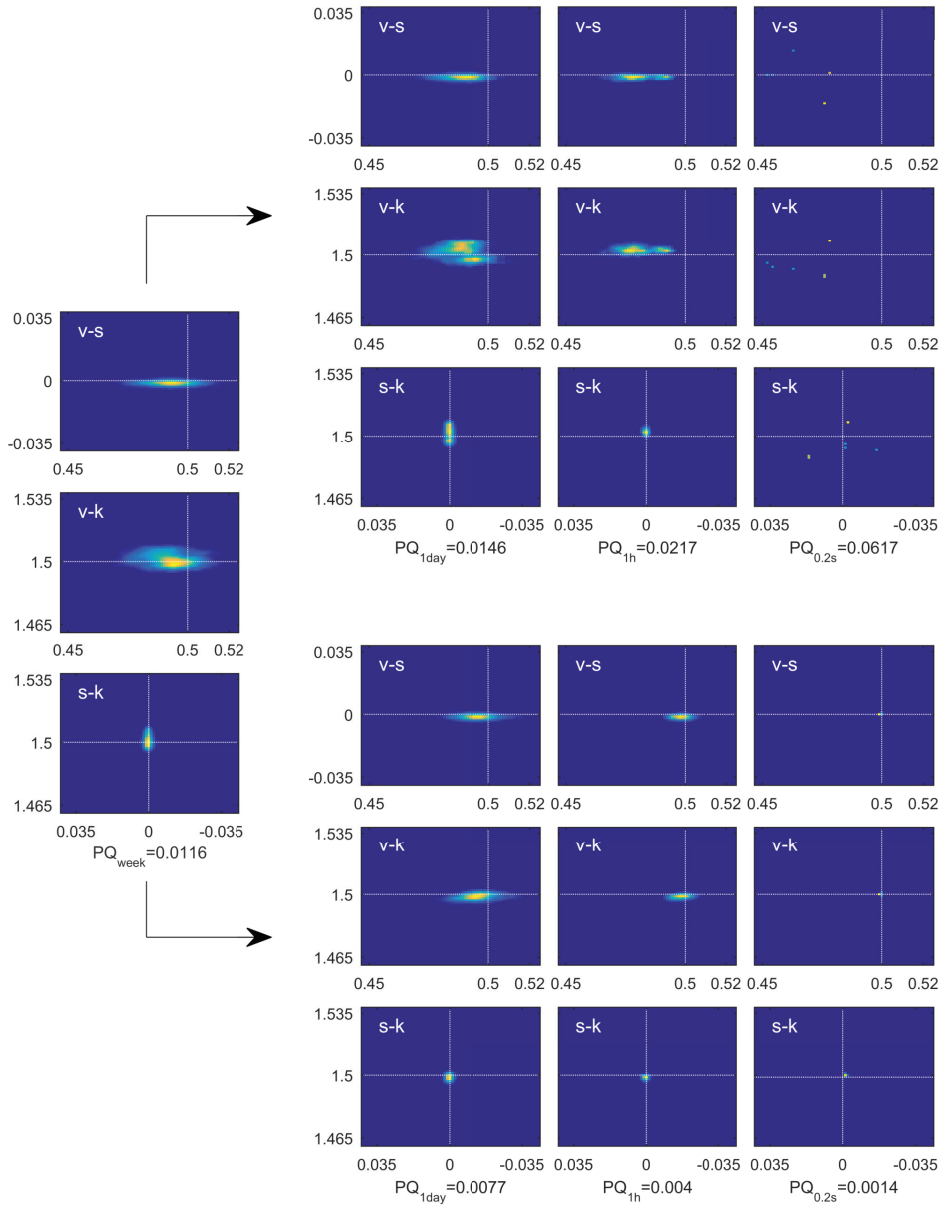 0.035
v-s
v-s
v-s
0
-0.035
0.45 0.5 0.52 0.45 0.5 0.52 0.45 0.5 0.52
1.535
v-k
v-k
v-k
1.5
1.465
0.45 0.5 0.52 0.45 0.5 0.52 0.45 0.5 0.52
1.535
s-k
s-k
s-k
1.5
1.465
0.035 0 -0.035 0.035 0 -0.035 0.035 0 -0.035
PQ1day=0.0146 PQ1h=0.0217 PQ0.2s=0.0617
0.035
v-s
0
-0.035
0.45 0.5 0.52
1.535
v-k
1.5
1.465
0.45 0.5 0.52
1.535
s-k
1.5
1.465
0.035 0 -0.035
PQweek=0.0116
0.035
v-s
v-s
v-s
0
-0.035
0.45 0.5 0.52 0.45 0.5 0.52 0.45 0.5 0.52
1.535
v-k
v-k
v-k
1.5
1.465
0.45 0.5 0.52 0.45 0.5 0.52 0.45 0.5 0.52
1.535
s-k
s-k
s-k
1.5
1.465
0.035 0 -0.035 0.035 0 -0.035 0.035 0 -0.035
PQ1day=0.0077 PQ1h=0.004 PQ0.2s=0.0014